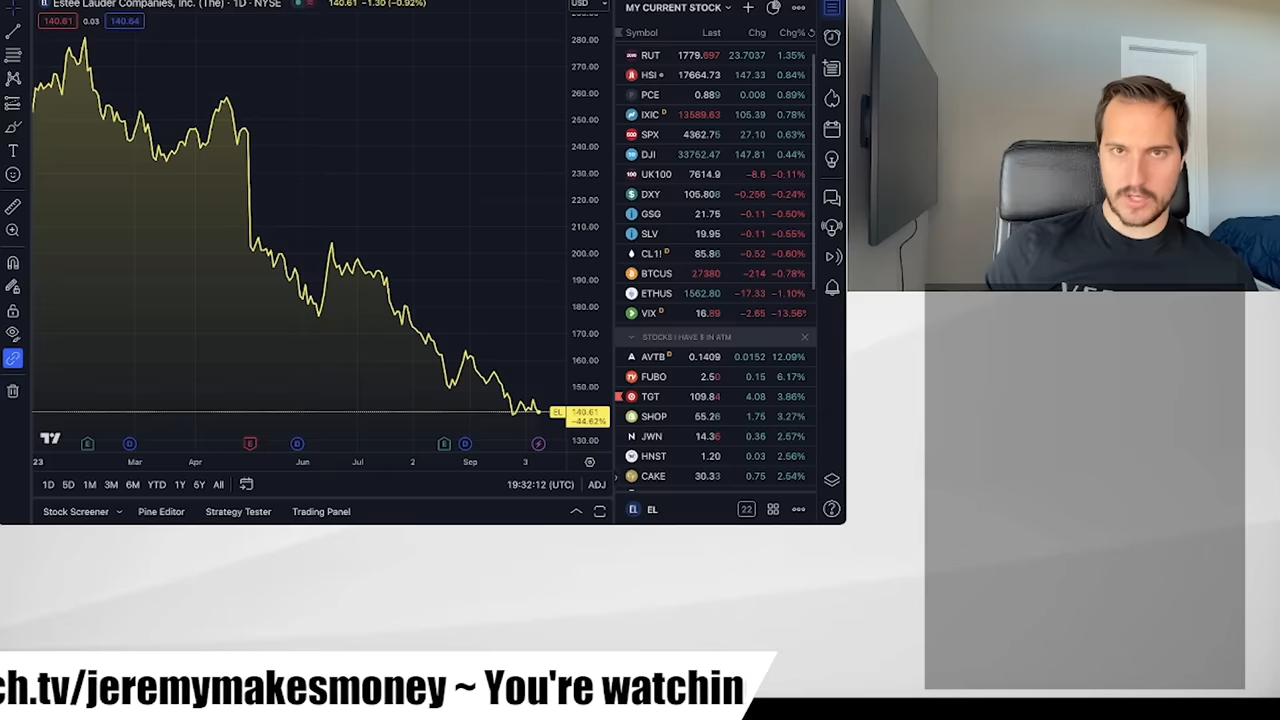 Estee Lauder Companies, Inc. (The) · 1D · NYSE 140.61 −1.30 (−0.92%)
140.61 0.03 140.64
USD
280.00
270.00
260.00
250.00
240.00
230.00
220.00
210.00
200.00
190.00
180.00
170.00
160.00
150.00
EL 140.61
−44.62%
130.00
E D E D E D
23 Mar Apr Jun Jul 2 Sep 3
1D 5D 1M 3M 6M YTD 1Y 5Y All 19:32:12 (UTC) ADJ
Stock Screener Pine Editor Strategy Tester Trading Panel
MY CURRENT STOCK
Symbol Last Chg Chg%
RUT 1779.697 23.7037 1.35%
HSI 17664.73 147.33 0.84%
PCE 0.889 0.008 0.89%
IXIC D 13589.63 105.39 0.78%
SPX 4362.75 27.10 0.63%
DJI 33752.47 147.81 0.44%
UK100 7614.9 −8.6 −0.11%
DXY 105.808 −0.256 −0.24%
GSG 21.75 −0.11 −0.50%
SLV 19.95 −0.11 −0.55%
CL1! D 85.86 −0.52 −0.60%
BTCUS 27380 −214 −0.78%
ETHUS 1562.80 −17.33 −1.10%
VIX D 16.89 −2.65 −13.56%
STOCKS I HAVE $ IN ATM
AVTB D 0.1409 0.0152 12.09%
FUBO 2.50 0.15 6.17%
TGT 109.84 4.08 3.86%
SHOP 55.26 1.75 3.27%
JWN 14.36 0.36 2.57%
HNST 1.20 0.03 2.56%
CAKE 30.33 0.75 2.54%
EL 22
ch.tv/jeremymakesmoney ~ You're watchin